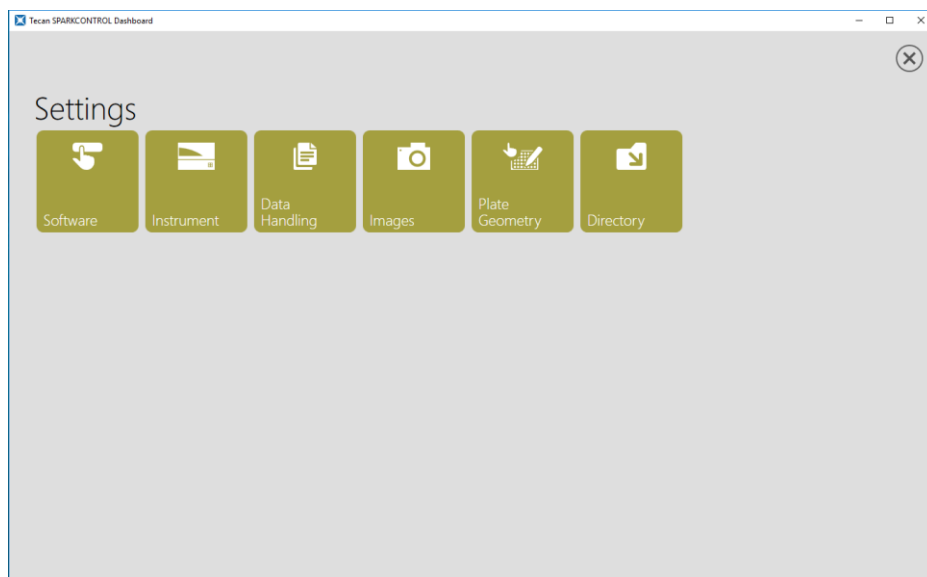 Tecan SPARKCONTROL Dashboard
Settings
Software
Instrument
Data
Handling
Images
Plate
Geometry
Directory